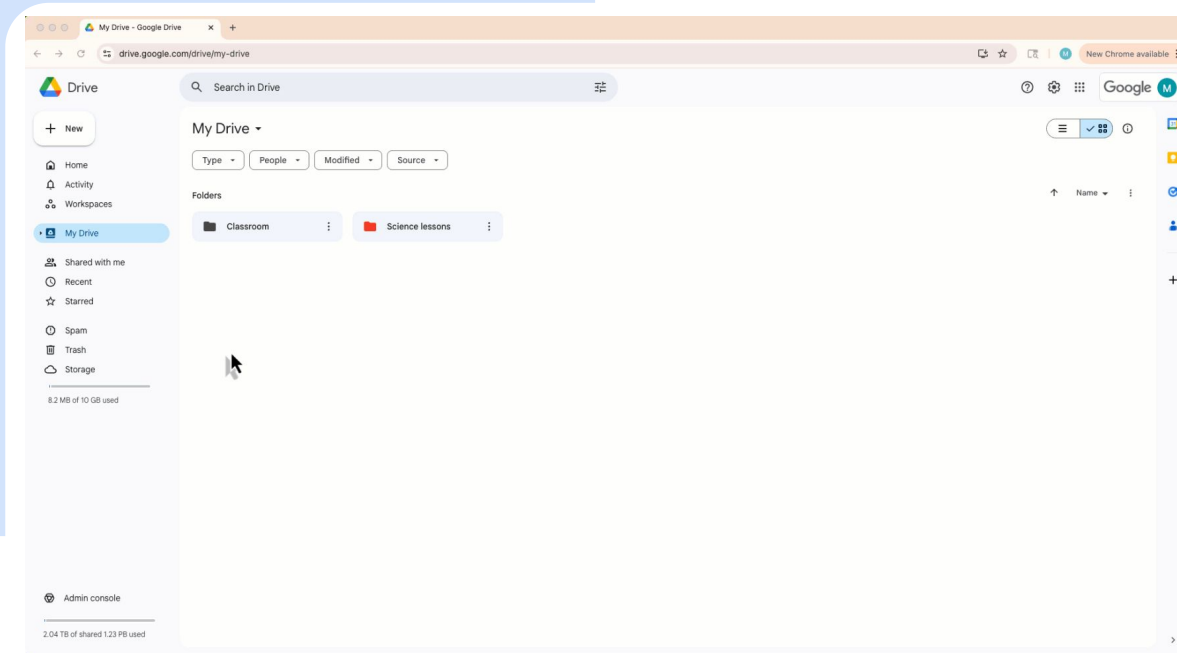 My Drive - Google Drive
drive.google.com/drive/my-drive
M
New Chrome available
Drive
Search in Drive
Google
M
New
My Drive
Type
People
Modified
Source
Home
Activity
Workspaces
Folders
Name
Classroom
Science lessons
My Drive
Shared with me
Recent
Starred
Spam
Trash
Storage
8.2 MB of 10 GB used
Admin console
2.04 TB of shared 1.23 PB used